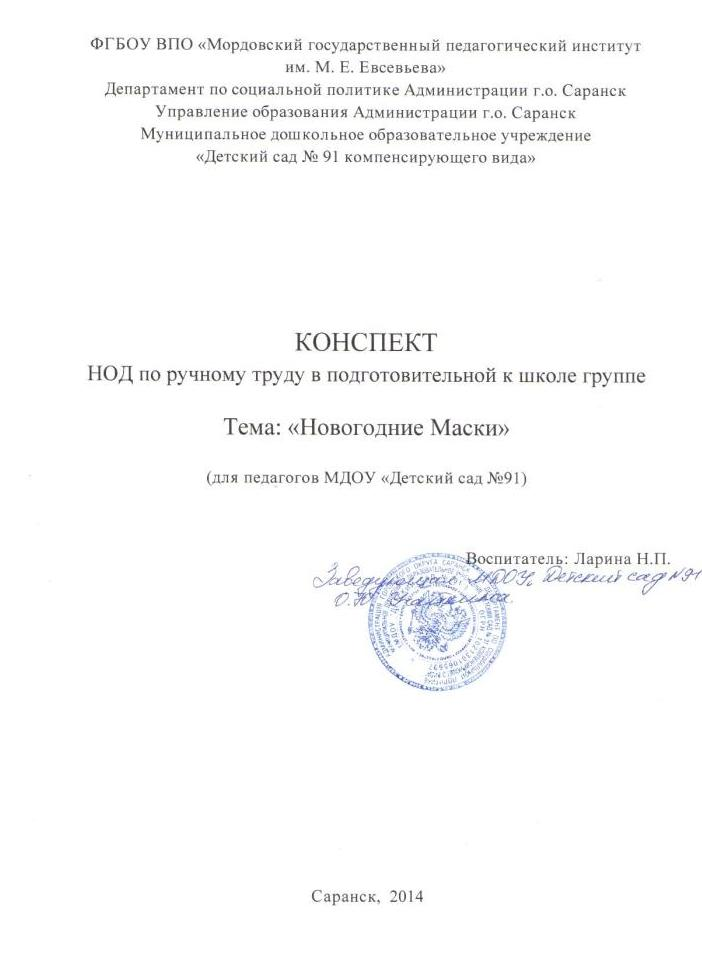 ФГБОУ ВПО «Мордовский государственный педагогический институт
им. М. Е. Евсевьева»
Департамент по социальной политике Администрации г.о. Саранск
Управление образования Администрации г.о. Саранск
Муниципальное дошкольное образовательное учреждение
«Детский сад № 91 компенсирующего вида»
КОНСПЕКТ
НОД по ручному труду в подготовительной к школе группе
Тема: «Новогодние Маски»
(для педагогов МДОУ «Детский сад №91)
Воспитатель: Ларина Н.П.
Заведующая МДОУ Детский сад №91
Саранск, 2014